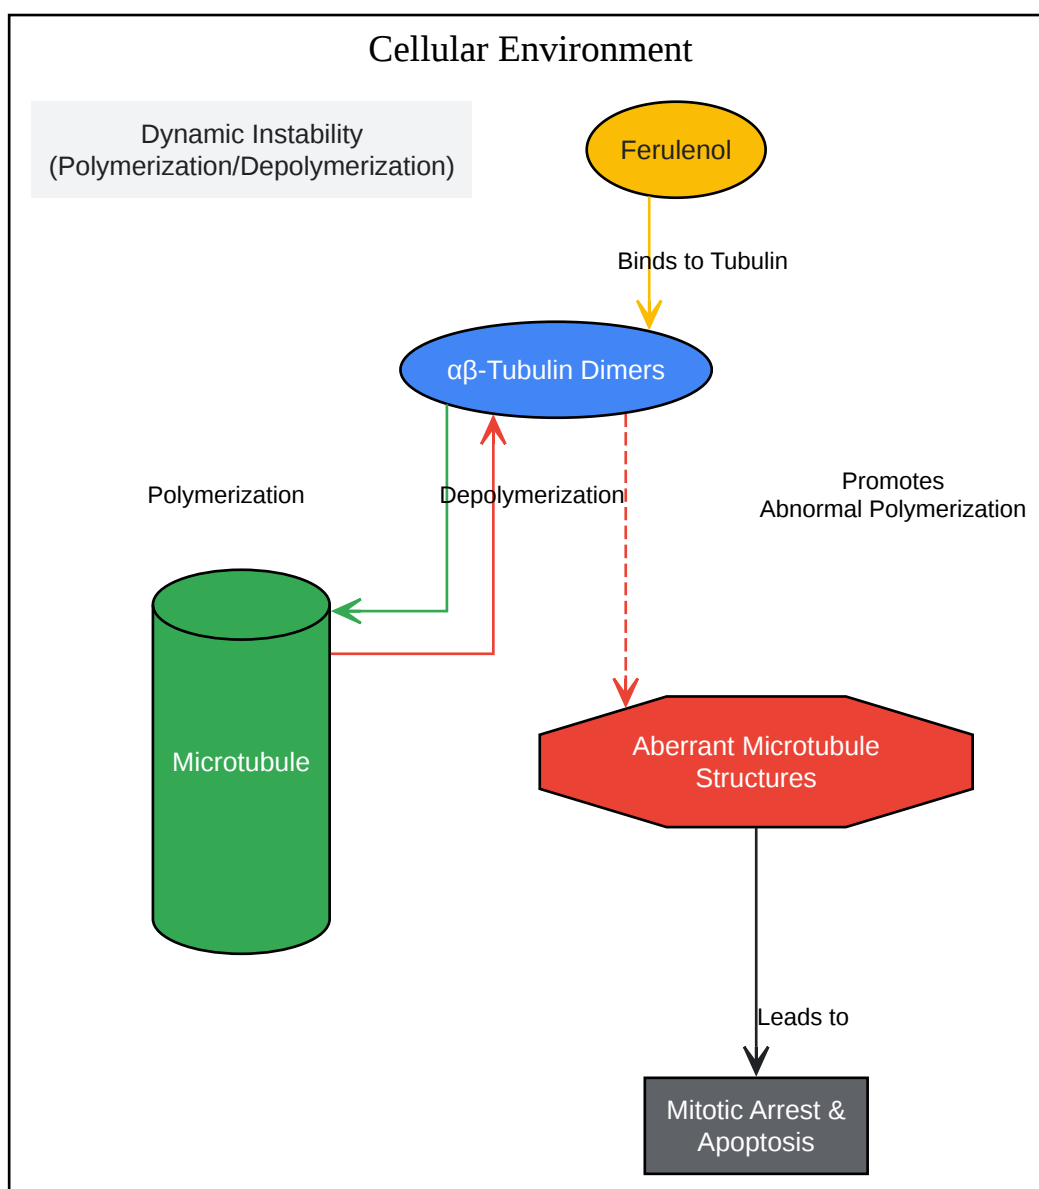 Cellular Environment
Dynamic Instability
(Polymerization/Depolymerization)
Ferulenol
Binds to Tubulin
αβ-Tubulin Dimers
Polymerization
Depolymerization
Promotes
Abnormal Polymerization
Microtubule
Aberrant Microtubule
Structures
Leads to
Mitotic Arrest &
Apoptosis